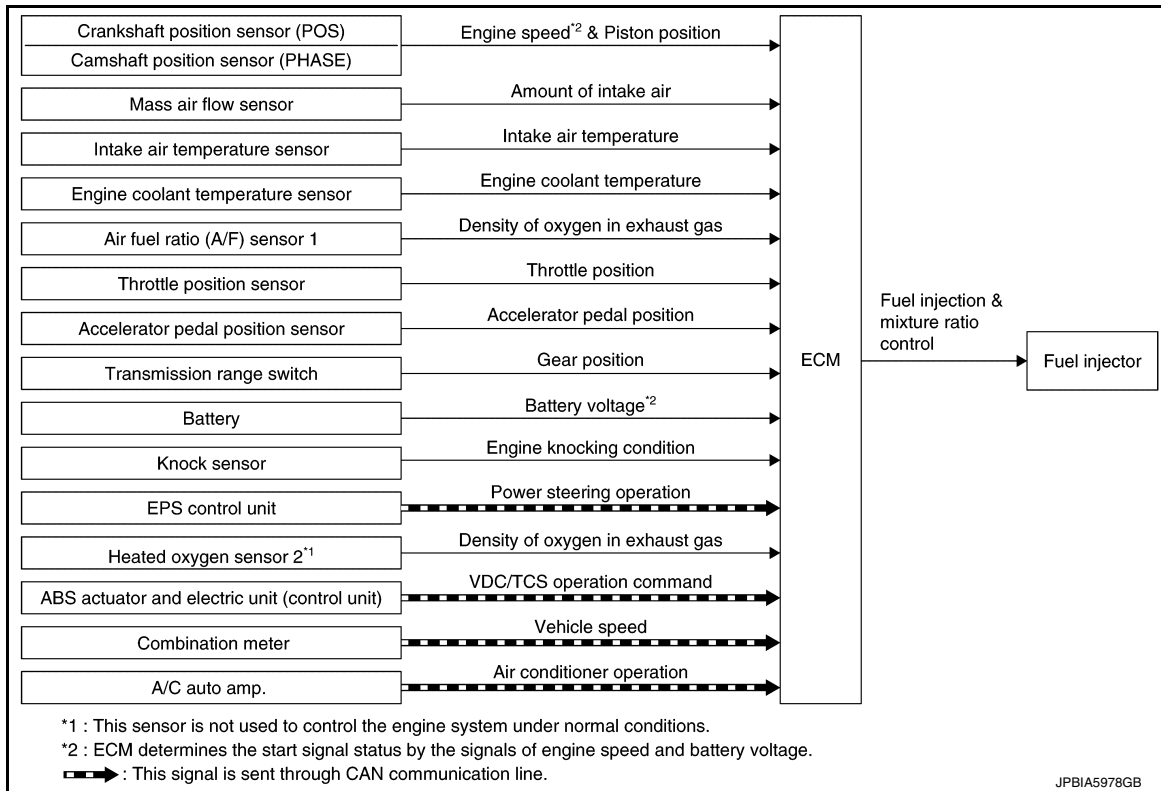 Crankshaft position sensor (POS)
Camshaft position sensor (PHASE)
Engine speed*2 & Piston position
Mass air flow sensor
Amount of intake air
Intake air temperature sensor
Intake air temperature
Engine coolant temperature sensor
Engine coolant temperature
Air fuel ratio (A/F) sensor 1
Density of oxygen in exhaust gas
Throttle position sensor
Throttle position
Accelerator pedal position sensor
Accelerator pedal position
Transmission range switch
Gear position
Battery
Battery voltage*2
Knock sensor
Engine knocking condition
EPS control unit
Power steering operation
Heated oxygen sensor 2*1
Density of oxygen in exhaust gas
ABS actuator and electric unit (control unit)
VDC/TCS operation command
Combination meter
Vehicle speed
A/C auto amp.
Air conditioner operation
ECM
Fuel injection &
mixture ratio
control
Fuel injector
*1 : This sensor is not used to control the engine system under normal conditions.
*2 : ECM determines the start signal status by the signals of engine speed and battery voltage.
: This signal is sent through CAN communication line.
JPBIA5978GB